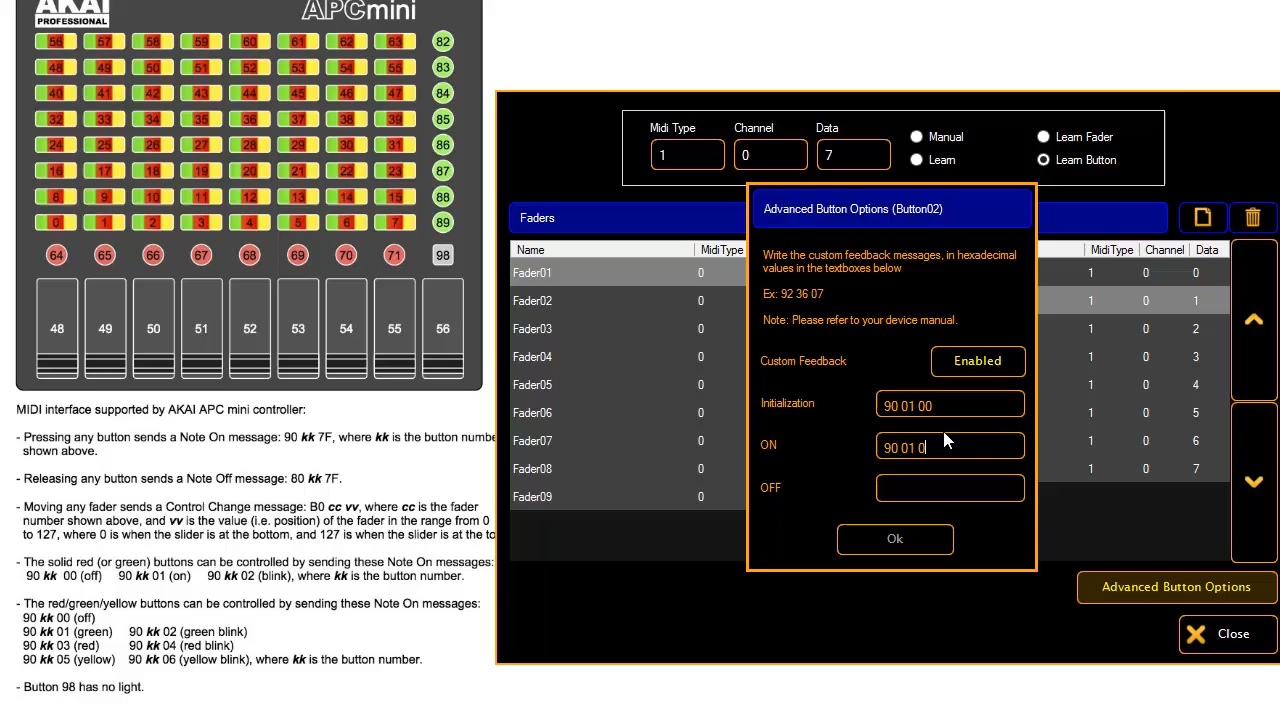 AKAI
PROFESSIONAL
APCmini
56 57 58 59 60 61 62 63 82
48 49 50 51 52 53 54 55 83
40 41 42 43 44 45 46 47 84
32 33 34 35 36 37 38 39 85
24 25 26 27 28 29 30 31 86
16 17 18 19 20 21 22 23 87
8 9 10 11 12 13 14 15 88
0 1 2 3 4 5 6 7 89
64 65 66 67 68 69 70 71 98
48 49 50 51 52 53 54 55 56
MIDI interface supported by AKAI APC mini controller:
- Pressing any button sends a Note On message: 90 kk 7F, where kk is the button numbe
shown above.
- Releasing any button sends a Note Off message: 80 kk 7F.
- Moving any fader sends a Control Change message: B0 cc vv, where cc is the fader
number shown above, and vv is the value (i.e. position) of the fader in the range from 0
to 127, where 0 is when the slider is at the bottom, and 127 is when the slider is at the to
- The solid red (or green) buttons can be controlled by sending these Note On messages:
90 kk 00 (off) 90 kk 01 (on) 90 kk 02 (blink), where kk is the button number.
- The red/green/yellow buttons can be controlled by sending these Note On messages:
90 kk 00 (off)
90 kk 01 (green) 90 kk 02 (green blink)
90 kk 03 (red) 90 kk 04 (red blink)
90 kk 05 (yellow) 90 kk 06 (yellow blink), where kk is the button number.
- Button 98 has no light.
Midi Type Channel Data
1 0 7
Manual Learn Fader
Learn Learn Button
Faders
Name MidiType MidiType Channel Data
Fader01 0 1 0 0
Fader02 0 1 0 1
Fader03 0 1 0 2
Fader04 0 1 0 3
Fader05 0 1 0 4
Fader06 0 1 0 5
Fader07 0 1 0 6
Fader08 0 1 0 7
Fader09 0
Advanced Button Options (Button02)
Write the custom feedback messages, in hexadecimal
values in the textboxes below
Ex: 92 36 07
Note: Please refer to your device manual.
Custom Feedback Enabled
Initialization 90 01 00
ON 90 01 0
OFF
Ok
Advanced Button Options
Close